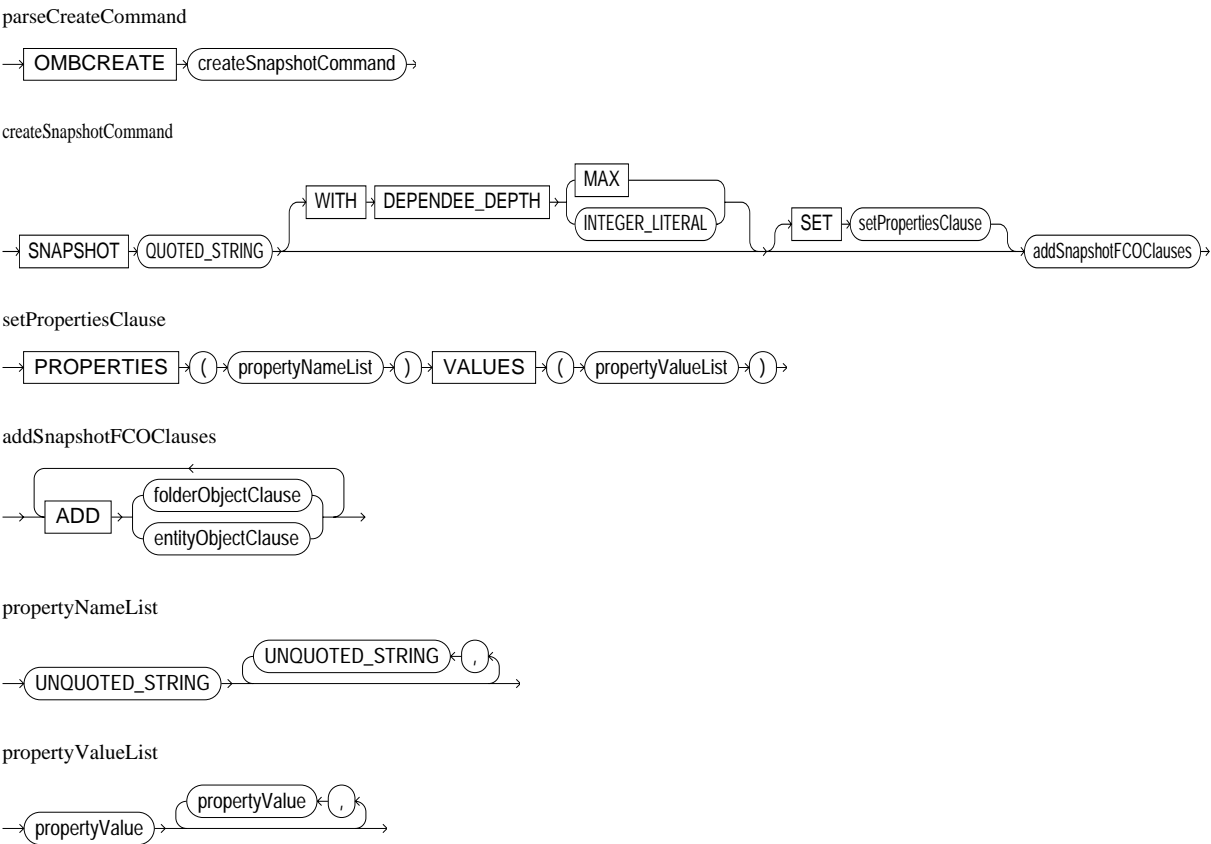 parseCreateCommand
OMBCREATE createSnapshotCommand
createSnapshotCommand
MAX
WITH DEPENDEE_DEPTH
INTEGER_LITERAL
SET setPropertiesClause
SNAPSHOT QUOTED_STRING addSnapshotFCOClauses
setPropertiesClause
PROPERTIES ( propertyNameList ) VALUES ( propertyValueList )
addSnapshotFCOClauses
folderObjectClause
ADD
entityObjectClause
propertyNameList
UNQUOTED_STRING ,
UNQUOTED_STRING
propertyValueList
propertyValue ,
propertyValue